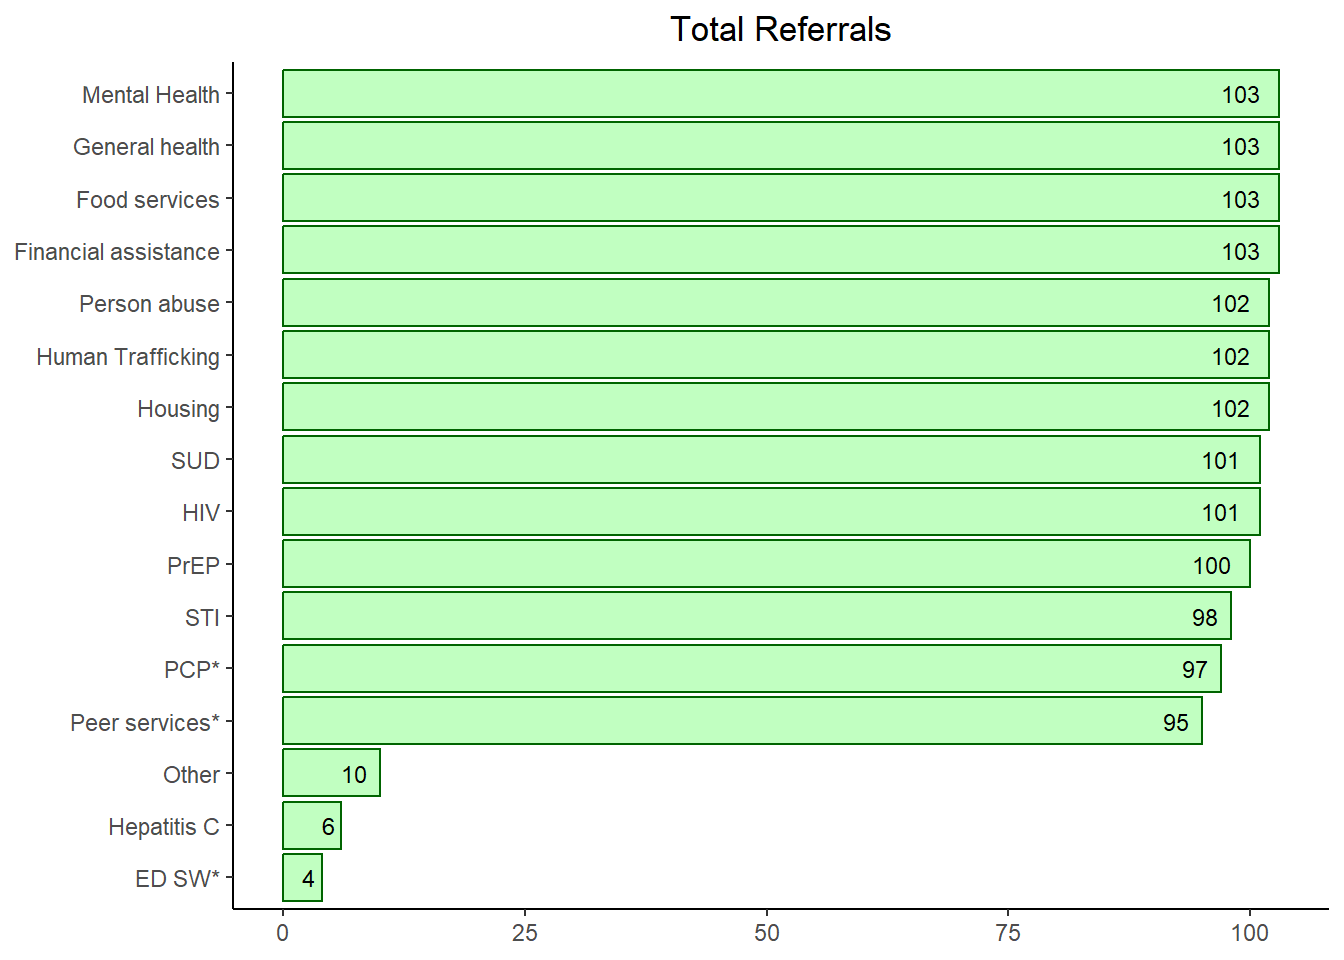 Total Referrals
Mental Health 103
General health 103
Food services 103
Financial assistance 103
Person abuse 102
Human Trafficking 102
Housing 102
SUD 101
HIV 101
PrEP 100
STI 98
PCP* 97
Peer services* 95
Other 10
Hepatitis C 6
ED SW* 4
0 25 50 75 100